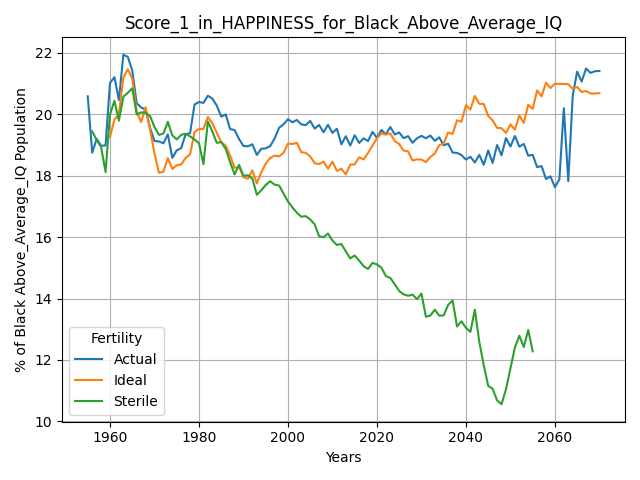 Score_1_in_HAPPINESS_for_Black_Above_Average_IQ
% of Black Above_Average_IQ Population
22
20
18
16
14
12
10
Fertility
Actual
Ideal
Sterile
1960 1980 2000 2020 2040 2060
Years